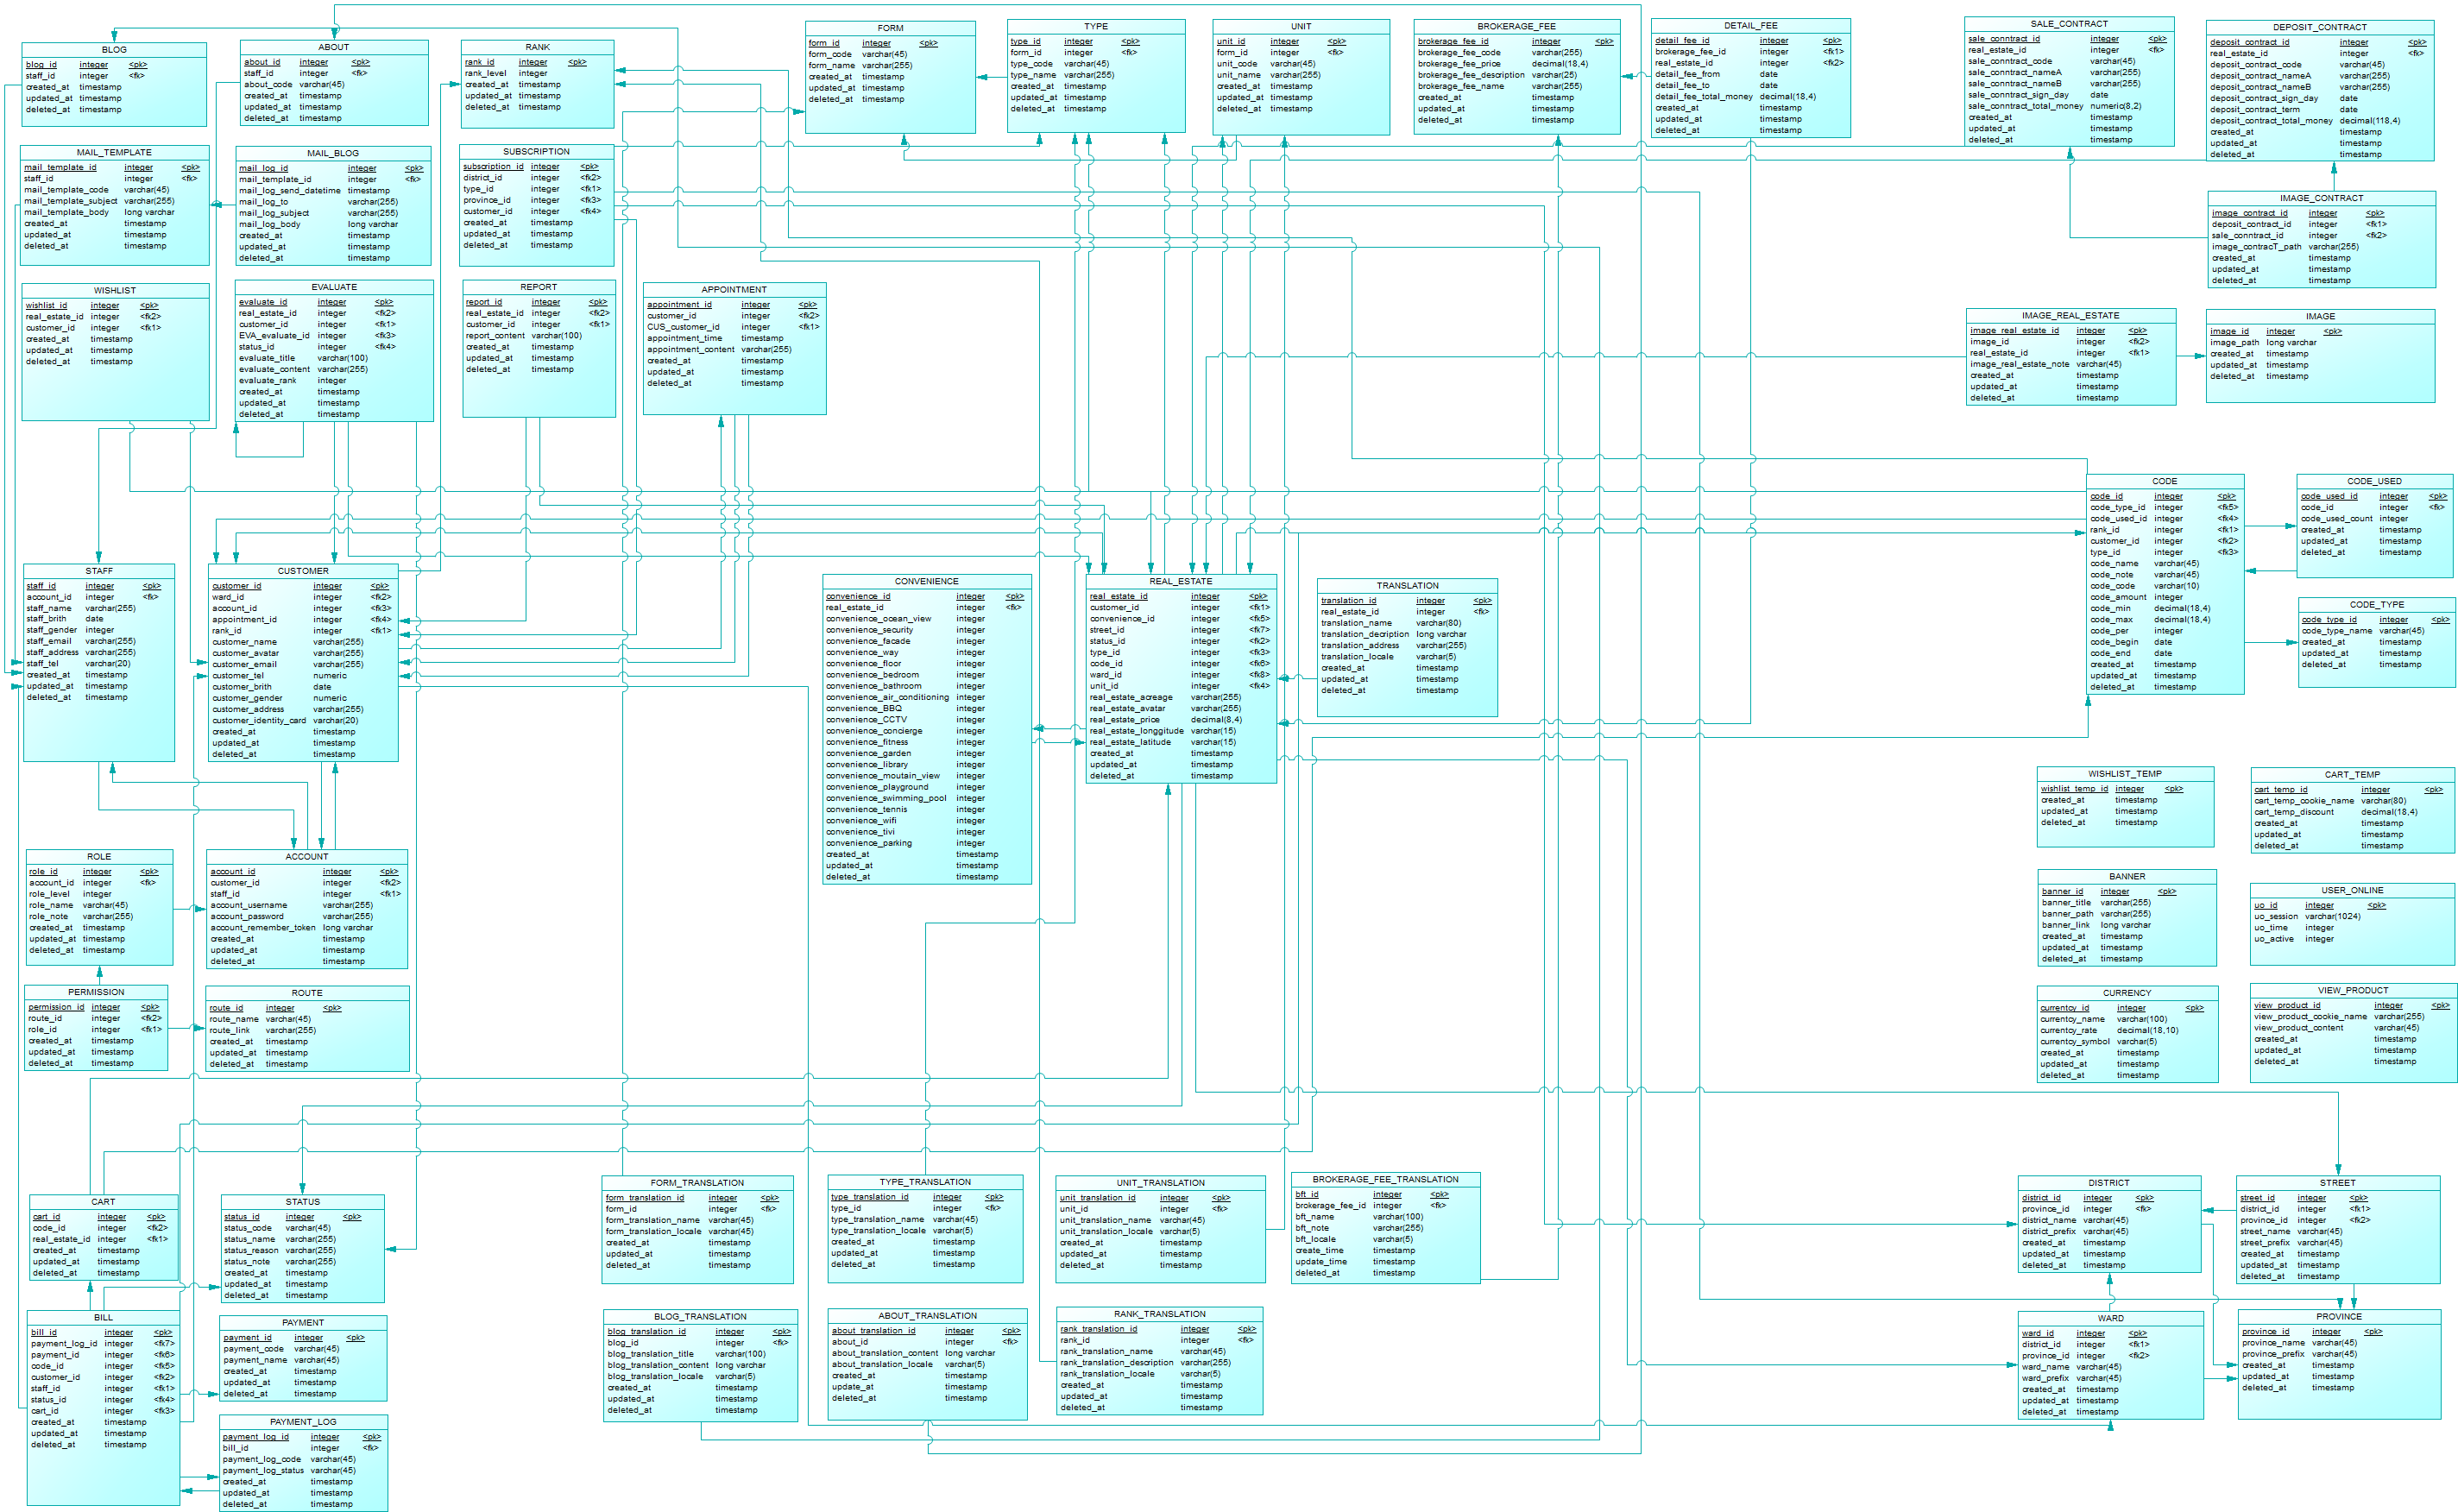 BLOG
blog_id integer <pk>
staff_id integer <fk>
created_at timestamp
updated_at timestamp
deleted_at timestamp
ABOUT
about_id integer <pk>
staff_id integer <fk>
about_code varchar(45)
created_at timestamp
updated_at timestamp
deleted_at timestamp
RANK
rank_id integer <pk>
rank_level integer
created_at timestamp
updated_at timestamp
deleted_at timestamp
FORM
form_id integer <pk>
form_code varchar(45)
form_name varchar(255)
created_at timestamp
updated_at timestamp
deleted_at timestamp
TYPE
type_id integer <pk>
form_id integer <fk>
type_code varchar(45)
type_name varchar(255)
created_at timestamp
updated_at timestamp
deleted_at timestamp
UNIT
unit_id integer <pk>
form_id integer <fk>
unit_code varchar(45)
unit_name varchar(255)
created_at timestamp
updated_at timestamp
deleted_at timestamp
BROKERAGE_FEE
brokerage_fee_id integer <pk>
brokerage_fee_code varchar(255)
brokerage_fee_price decimal(18,4)
brokerage_fee_description varchar(25)
brokerage_fee_name varchar(255)
created_at timestamp
updated_at timestamp
deleted_at timestamp
DETAIL_FEE
detail_fee_id integer <pk>
brokerage_fee_id integer <fk1>
real_estate_id integer <fk2>
detail_fee_from date
detail_fee_to date
detail_fee_total_money decimal(18,4)
created_at timestamp
updated_at timestamp
deleted_at timestamp
SALE_CONTRACT
sale_conntract_id integer <pk>
real_estate_id integer <fk>
sale_conntract_code varchar(45)
sale_conntract_nameA varchar(255)
sale_conntract_nameB varchar(255)
sale_conntract_sign_day date
sale_conntract_total_money numeric(8,2)
created_at timestamp
updated_at timestamp
deleted_at timestamp
DEPOSIT_CONTRACT
deposit_contract_id integer <pk>
real_estate_id integer <fk>
deposit_contract_code varchar(45)
deposit_contract_nameA varchar(255)
deposit_contract_nameB varchar(255)
deposit_contract_sign_day date
deposit_contract_term date
deposit_contract_total_money decimal(118,4)
created_at timestamp
updated_at timestamp
deleted_at timestamp
MAIL_TEMPLATE
mail_template_id integer <pk>
staff_id integer <fk>
mail_template_code varchar(45)
mail_template_subject varchar(255)
mail_template_body long varchar
created_at timestamp
updated_at timestamp
deleted_at timestamp
MAIL_BLOG
mail_log_id integer <pk>
mail_template_id integer <fk>
mail_log_send_datetime timestamp
mail_log_to varchar(255)
mail_log_subject varchar(255)
mail_log_body long varchar
created_at timestamp
updated_at timestamp
deleted_at timestamp
SUBSCRIPTION
subscription_id integer <pk>
district_id integer <fk2>
type_id integer <fk1>
province_id integer <fk3>
customer_id integer <fk4>
created_at timestamp
updated_at timestamp
deleted_at timestamp
IMAGE_CONTRACT
image_contract_id integer <pk>
deposit_contract_id integer <fk1>
sale_conntract_id integer <fk2>
image_contracT_path varchar(255)
created_at timestamp
updated_at timestamp
deleted_at timestamp
WISHLIST
wishlist_id integer <pk>
real_estate_id integer <fk2>
customer_id integer <fk1>
created_at timestamp
updated_at timestamp
deleted_at timestamp
EVALUATE
evaluate_id integer <pk>
real_estate_id integer <fk2>
customer_id integer <fk1>
EVA_evaluate_id integer <fk3>
status_id integer <fk4>
evaluate_title varchar(100)
evaluate_content varchar(255)
evaluate_rank integer
created_at timestamp
updated_at timestamp
deleted_at timestamp
REPORT
report_id integer <pk>
real_estate_id integer <fk2>
customer_id integer <fk1>
report_content varchar(100)
created_at timestamp
updated_at timestamp
deleted_at timestamp
APPOINTMENT
appointment_id integer <pk>
customer_id integer <fk2>
CUS_customer_id integer <fk1>
appointment_time timestamp
appointment_content varchar(255)
created_at timestamp
updated_at timestamp
deleted_at timestamp
IMAGE_REAL_ESTATE
image_real_estate_id integer <pk>
image_id integer <fk2>
real_estate_id integer <fk1>
image_real_estate_note varchar(45)
created_at timestamp
updated_at timestamp
deleted_at timestamp
IMAGE
image_id integer <pk>
image_path long varchar
created_at timestamp
updated_at timestamp
deleted_at timestamp
CODE
code_id integer <pk>
code_type_id integer <fk5>
code_used_id integer <fk4>
rank_id integer <fk1>
customer_id integer <fk2>
type_id integer <fk3>
code_name varchar(45)
code_note varchar(45)
code_code varchar(10)
code_amount integer
code_min decimal(18,4)
code_max decimal(18,4)
code_per integer
code_begin date
code_end date
created_at timestamp
updated_at timestamp
deleted_at timestamp
CODE_USED
code_used_id integer <pk>
code_id integer <fk>
code_used_count integer
created_at timestamp
updated_at timestamp
deleted_at timestamp
CODE_TYPE
code_type_id integer <pk>
code_type_name varchar(45)
created_at timestamp
updated_at timestamp
deleted_at timestamp
STAFF
staff_id integer <pk>
account_id integer <fk>
staff_name varchar(255)
staff_brith date
staff_gender integer
staff_email varchar(255)
staff_address varchar(255)
staff_tel varchar(20)
created_at timestamp
updated_at timestamp
deleted_at timestamp
CUSTOMER
customer_id integer <pk>
ward_id integer <fk2>
account_id integer <fk3>
appointment_id integer <fk4>
rank_id integer <fk1>
customer_name varchar(255)
customer_avatar varchar(255)
customer_email varchar(255)
customer_tel numeric
customer_brith date
customer_gender numeric
customer_address varchar(255)
customer_identity_card varchar(20)
created_at timestamp
updated_at timestamp
deleted_at timestamp
CONVENIENCE
convenience_id integer <pk>
real_estate_id integer <fk>
convenience_ocean_view integer
convenience_security integer
convenience_facade integer
convenience_way integer
convenience_floor integer
convenience_bedroom integer
convenience_bathroom integer
convenience_air_conditioning integer
convenience_BBQ integer
convenience_CCTV integer
convenience_concierge integer
convenience_fitness integer
convenience_garden integer
convenience_library integer
convenience_moutain_view integer
convenience_playground integer
convenience_swimming_pool integer
convenience_tennis integer
convenience_wifi integer
convenience_tivi integer
convenience_parking integer
created_at timestamp
updated_at timestamp
deleted_at timestamp
REAL_ESTATE
real_estate_id integer <pk>
customer_id integer <fk1>
convenience_id integer <fk5>
street_id integer <fk7>
status_id integer <fk2>
type_id integer <fk3>
code_id integer <fk6>
ward_id integer <fk8>
unit_id integer <fk4>
real_estate_acreage varchar(255)
real_estate_avatar varchar(255)
real_estate_price decimal(8,4)
real_estate_longgitude varchar(15)
real_estate_latitude varchar(15)
created_at timestamp
updated_at timestamp
deleted_at timestamp
TRANSLATION
translation_id integer <pk>
real_estate_id integer <fk>
translation_name varchar(80)
translation_decription long varchar
translation_address varchar(255)
translation_locale varchar(5)
created_at timestamp
updated_at timestamp
deleted_at timestamp
WISHLIST_TEMP
wishlist_temp_id integer <pk>
created_at timestamp
updated_at timestamp
deleted_at timestamp
CART_TEMP
cart_temp_id integer <pk>
cart_temp_cookie_name varchar(80)
cart_temp_discount decimal(18,4)
created_at timestamp
updated_at timestamp
deleted_at timestamp
ROLE
role_id integer <pk>
account_id integer <fk>
role_level integer
role_name varchar(45)
role_note varchar(255)
created_at timestamp
updated_at timestamp
deleted_at timestamp
ACCOUNT
account_id integer <pk>
customer_id integer <fk2>
staff_id integer <fk1>
account_username varchar(255)
account_password varchar(255)
account_remember_token long varchar
created_at timestamp
updated_at timestamp
deleted_at timestamp
BANNER
banner_id integer <pk>
banner_title varchar(255)
banner_path varchar(255)
banner_link long varchar
created_at timestamp
updated_at timestamp
deleted_at timestamp
USER_ONLINE
uo_id integer <pk>
uo_session varchar(1024)
uo_time integer
uo_active integer
PERMISSION
permission_id integer <pk>
route_id integer <fk2>
role_id integer <fk1>
created_at timestamp
updated_at timestamp
deleted_at timestamp
ROUTE
route_id integer <pk>
route_name varchar(45)
route_link varchar(255)
created_at timestamp
updated_at timestamp
deleted_at timestamp
CURRENCY
currentcy_id integer <pk>
currentcy_name varchar(100)
currentcy_rate decimal(18,10)
currentcy_symbol varchar(5)
created_at timestamp
updated_at timestamp
deleted_at timestamp
VIEW_PRODUCT
view_product_id integer <pk>
view_product_cookie_name varchar(255)
view_product_content varchar(45)
created_at timestamp
updated_at timestamp
deleted_at timestamp
CART
cart_id integer <pk>
code_id integer <fk2>
real_estate_id integer <fk1>
created_at timestamp
updated_at timestamp
deleted_at timestamp
STATUS
status_id integer <pk>
status_code varchar(45)
status_name varchar(255)
status_reason varchar(255)
status_note varchar(255)
created_at timestamp
updated_at timestamp
deleted_at timestamp
FORM_TRANSLATION
form_translation_id integer <pk>
form_id integer <fk>
form_translation_name varchar(45)
form_translation_locale varchar(45)
created_at timestamp
updated_at timestamp
deleted_at timestamp
TYPE_TRANSLATION
type_translation_id integer <pk>
type_id integer <fk>
type_translation_name varchar(45)
type_translation_locale varchar(5)
created_at timestamp
updated_at timestamp
deleted_at timestamp
UNIT_TRANSLATION
unit_translation_id integer <pk>
unit_id integer <fk>
unit_translation_name varchar(45)
unit_translation_locale varchar(5)
created_at timestamp
updated_at timestamp
deleted_at timestamp
BROKERAGE_FEE_TRANSLATION
bft_id integer <pk>
brokerage_fee_id integer <fk>
bft_name varchar(100)
bft_note varchar(255)
bft_locale varchar(5)
create_time timestamp
update_time timestamp
deleted_at timestamp
DISTRICT
district_id integer <pk>
province_id integer <fk>
district_name varchar(45)
district_prefix varchar(45)
created_at timestamp
updated_at timestamp
deleted_at timestamp
STREET
street_id integer <pk>
district_id integer <fk1>
province_id integer <fk2>
street_name varchar(45)
street_prefix varchar(45)
created_at timestamp
updated_at timestamp
deleted_at timestamp
BILL
bill_id integer <pk>
payment_log_id integer <fk7>
payment_id integer <fk6>
code_id integer <fk5>
customer_id integer <fk2>
staff_id integer <fk1>
status_id integer <fk4>
cart_id integer <fk3>
created_at timestamp
updated_at timestamp
deleted_at timestamp
PAYMENT
payment_id integer <pk>
payment_code varchar(45)
payment_name varchar(45)
created_at timestamp
updated_at timestamp
deleted_at timestamp
PAYMENT_LOG
payment_log_id integer <pk>
bill_id integer <fk>
payment_log_code varchar(45)
payment_log_status varchar(45)
created_at timestamp
updated_at timestamp
deleted_at timestamp
BLOG_TRANSLATION
blog_translation_id integer <pk>
blog_id integer <fk>
blog_translation_title varchar(100)
blog_translation_content long varchar
blog_translation_locale varchar(5)
created_at timestamp
updated_at timestamp
deleted_at timestamp
ABOUT_TRANSLATION
about_translation_id integer <pk>
about_id integer <fk>
about_translation_content long varchar
about_translation_locale varchar(5)
created_at timestamp
update_at timestamp
deleted_at timestamp
RANK_TRANSLATION
rank_translation_id integer <pk>
rank_id integer <fk>
rank_translation_name varchar(45)
rank_translation_description varchar(255)
rank_translation_locale varchar(5)
created_at timestamp
updated_at timestamp
deleted_at timestamp
WARD
ward_id integer <pk>
district_id integer <fk1>
province_id integer <fk2>
ward_name varchar(45)
ward_prefix varchar(45)
created_at timestamp
updated_at timestamp
deleted_at timestamp
PROVINCE
province_id integer <pk>
province_name varchar(45)
province_prefix varchar(45)
created_at timestamp
updated_at timestamp
deleted_at timestamp